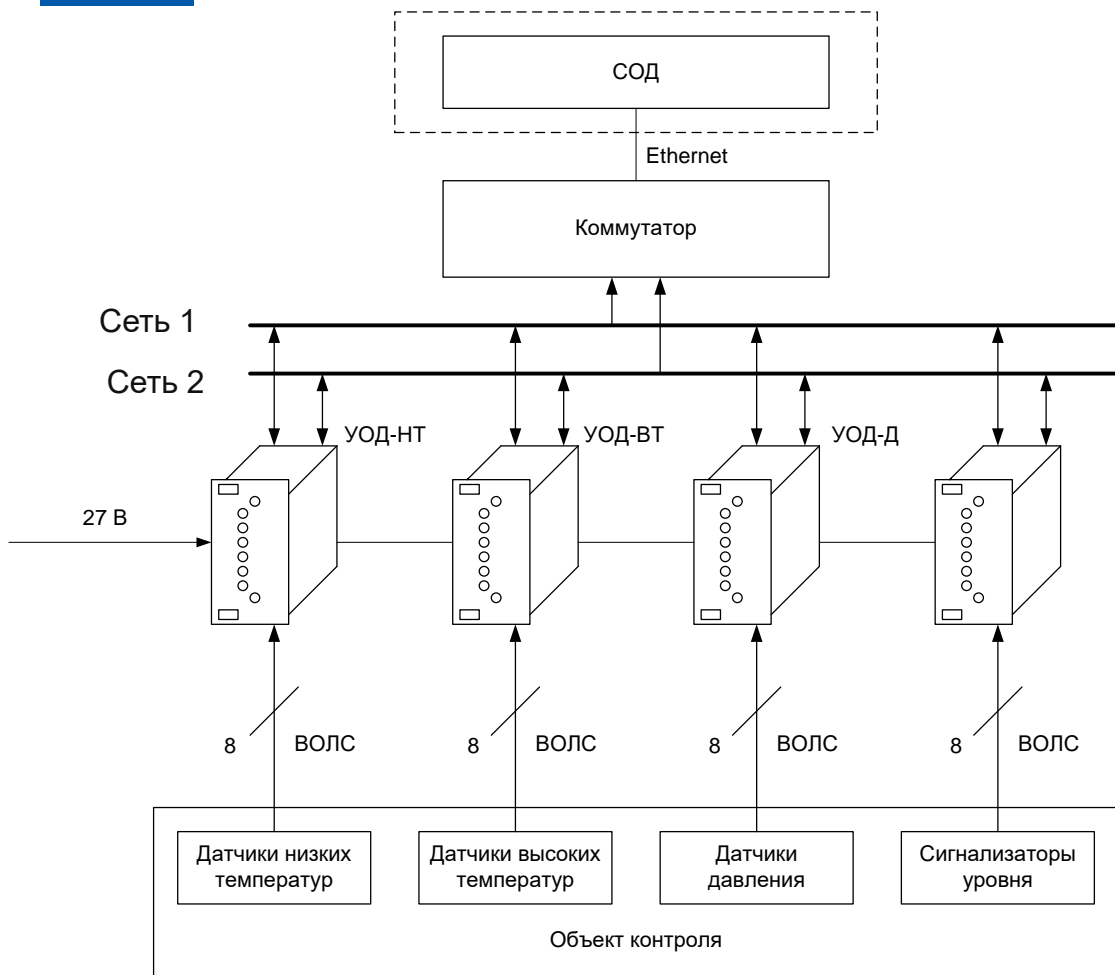 СОД
Ethernet
Коммутатор
Сеть 1
Сеть 2
УОД-НТ
УОД-ВТ
УОД-Д
27 В
8
ВОЛС
8
ВОЛС
8
ВОЛС
8
ВОЛС
Датчики низких
температур
Датчики высоких
температур
Датчики
давления
Сигнализаторы
уровня
Объект контроля